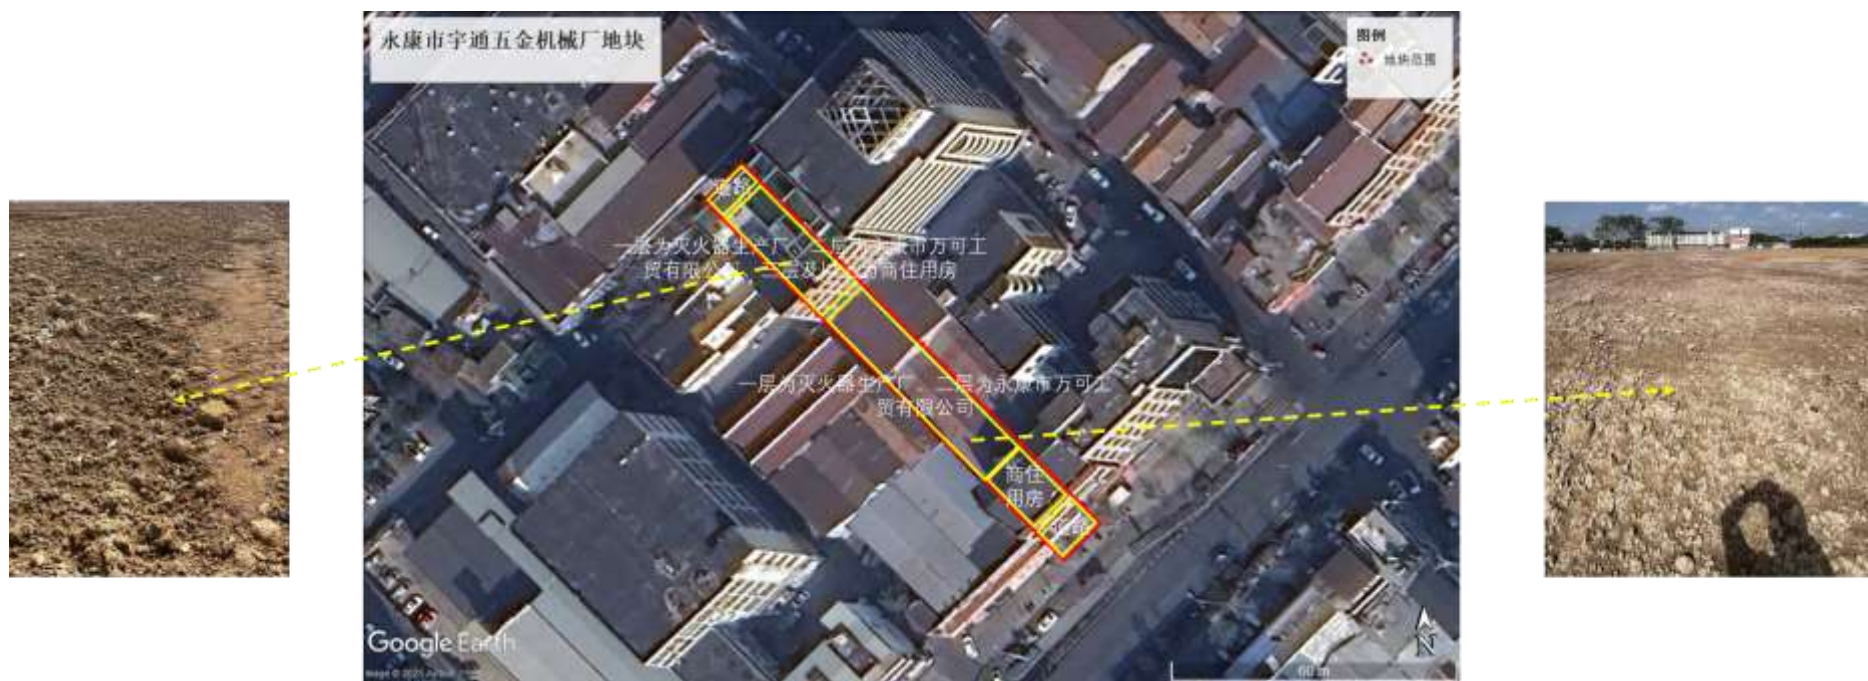 永康市宇通五金机械厂地块
图例
地块范围
道路
一层为灭火器生产厂、二层为永康市万可工
贸有限公司、三层及以上为商住用房
一层为灭火器生产厂、二层为永康市万可工
贸有限公司
商住
用房
道路
Google Earth
N
60 m